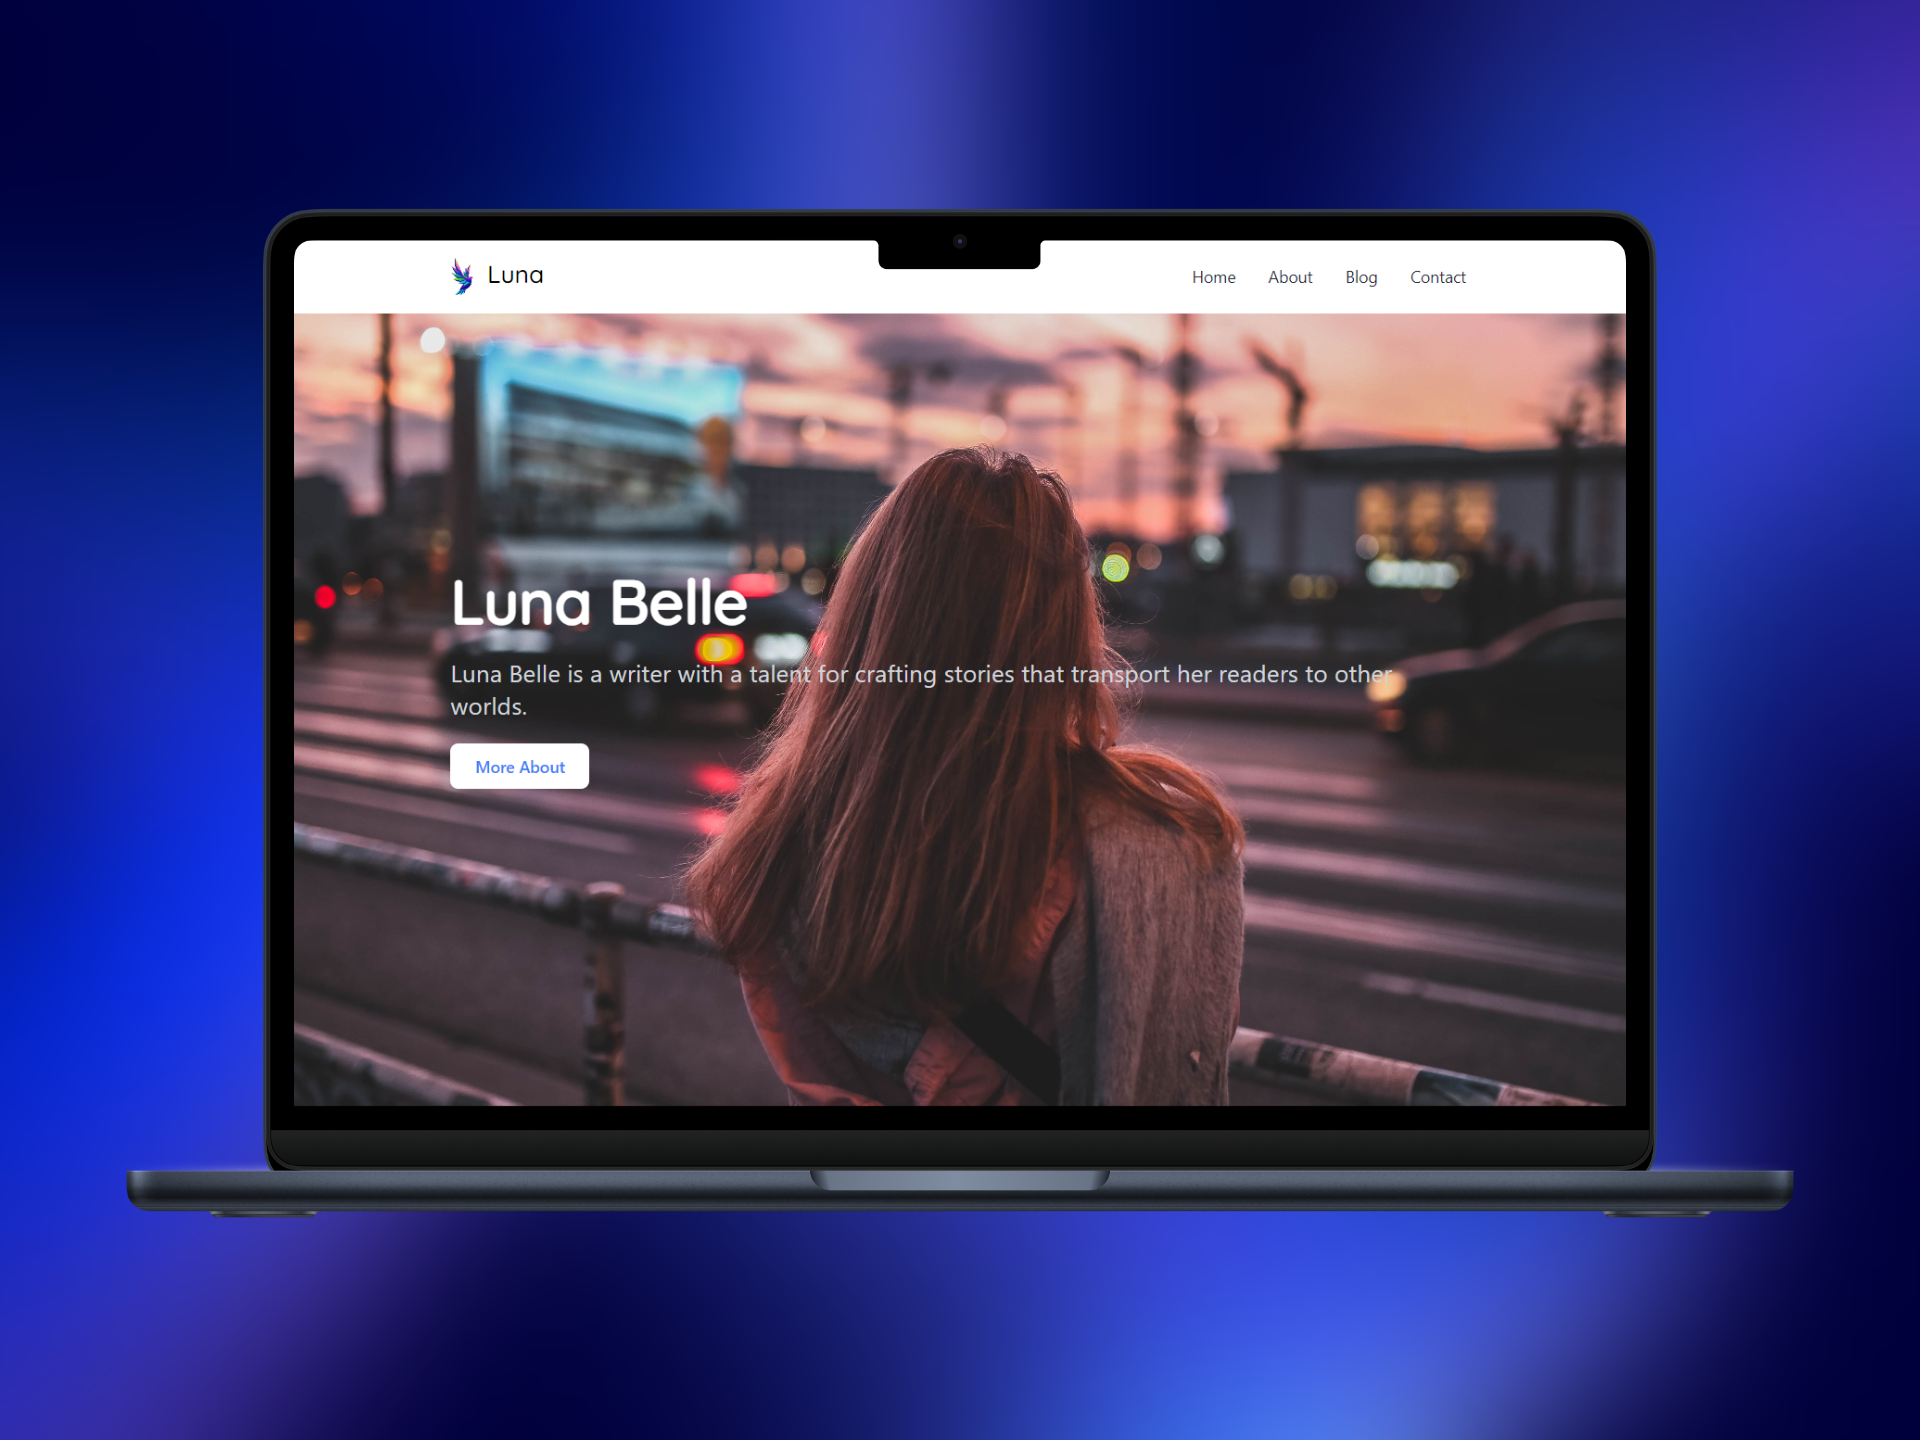 Luna
Home About Blog Contact
Luna Belle
Luna Belle is a writer with a talent for crafting stories that transport her readers to other
worlds.
More About